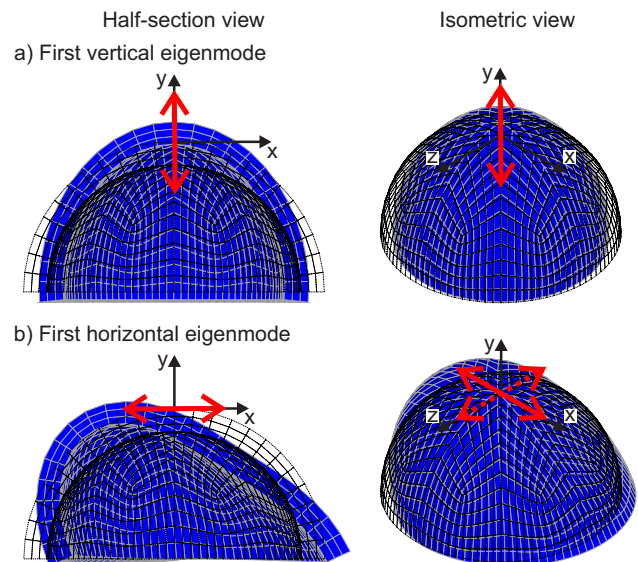 Half-section view Isometric view
a) First vertical eigenmode
y y
x z x
b) First horizontal eigenmode
y y
x z x